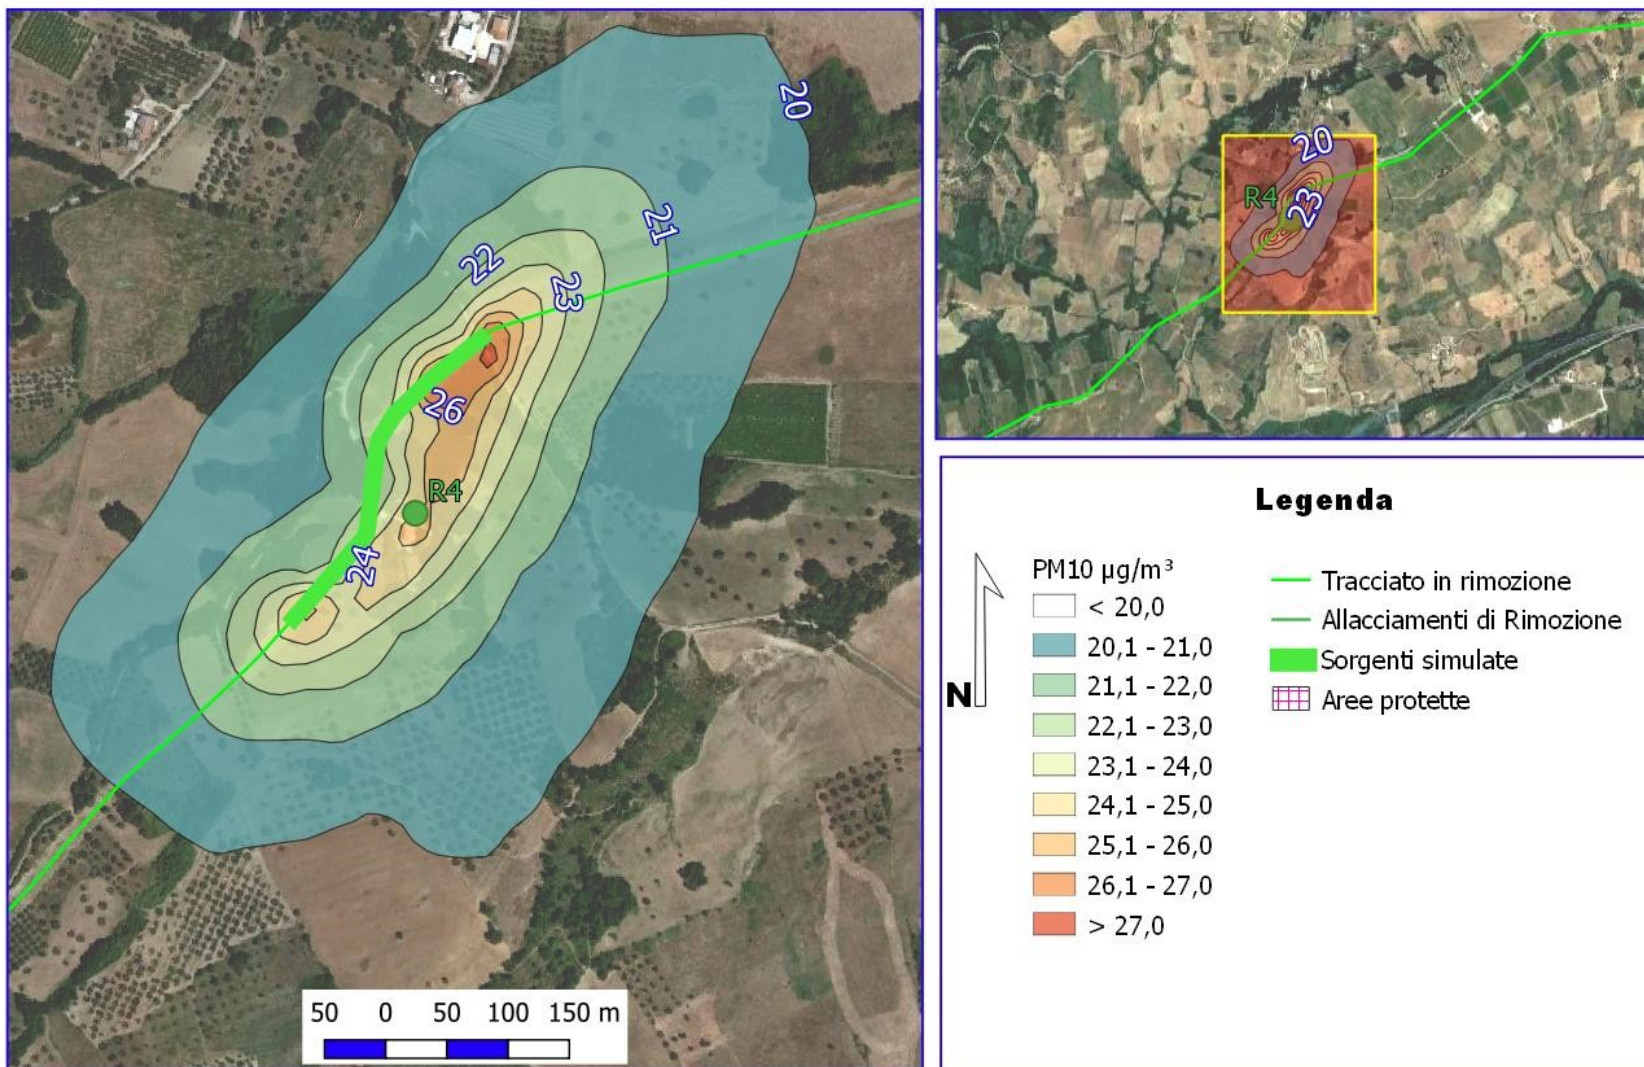 20
21
22
23
26
R4
24
50 0 50 100 150 m
20
R4
23
Legenda
N
PM10 µg/m³
< 20,0
20,1 - 21,0
21,1 - 22,0
22,1 - 23,0
23,1 - 24,0
24,1 - 25,0
25,1 - 26,0
26,1 - 27,0
> 27,0
Tracciato in rimozione
Allacciamenti di Rimozione
Sorgenti simulate
Aree protette